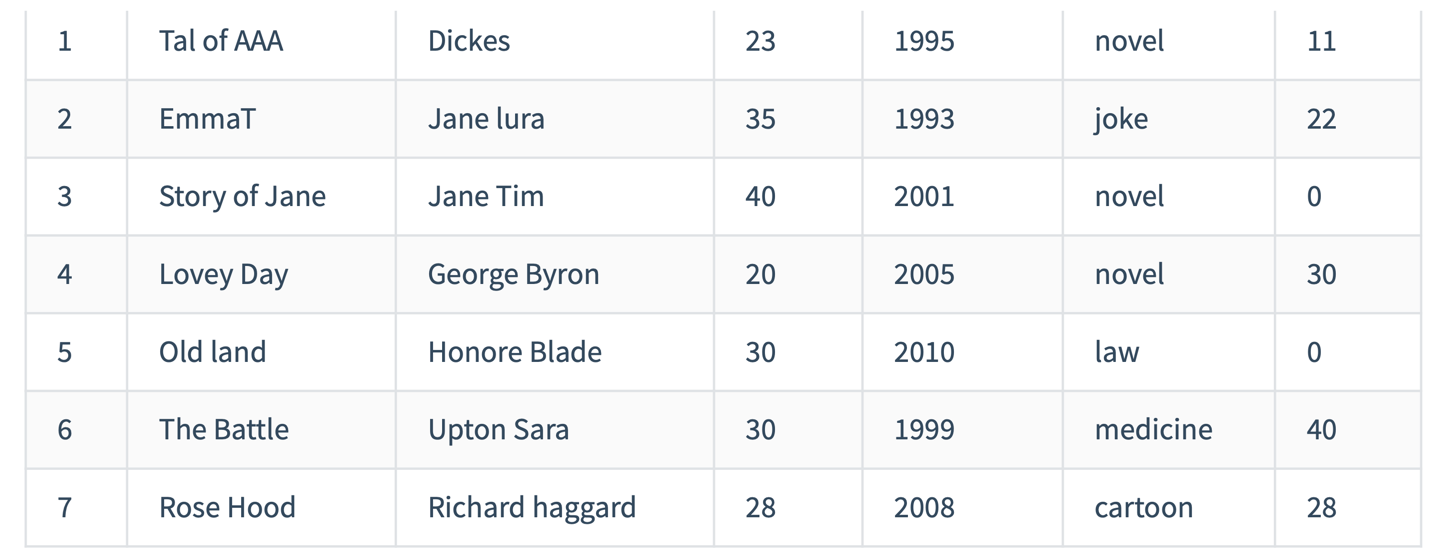 1 Tal of AAA Dickes 23 1995 novel 11
2 EmmaT Jane lura 35 1993 joke 22
3 Story of Jane Jane Tim 40 2001 novel 0
4 Lovey Day George Byron 20 2005 novel 30
5 Old land Honore Blade 30 2010 law 0
6 The Battle Upton Sara 30 1999 medicine 40
7 Rose Hood Richard haggard 28 2008 cartoon 28